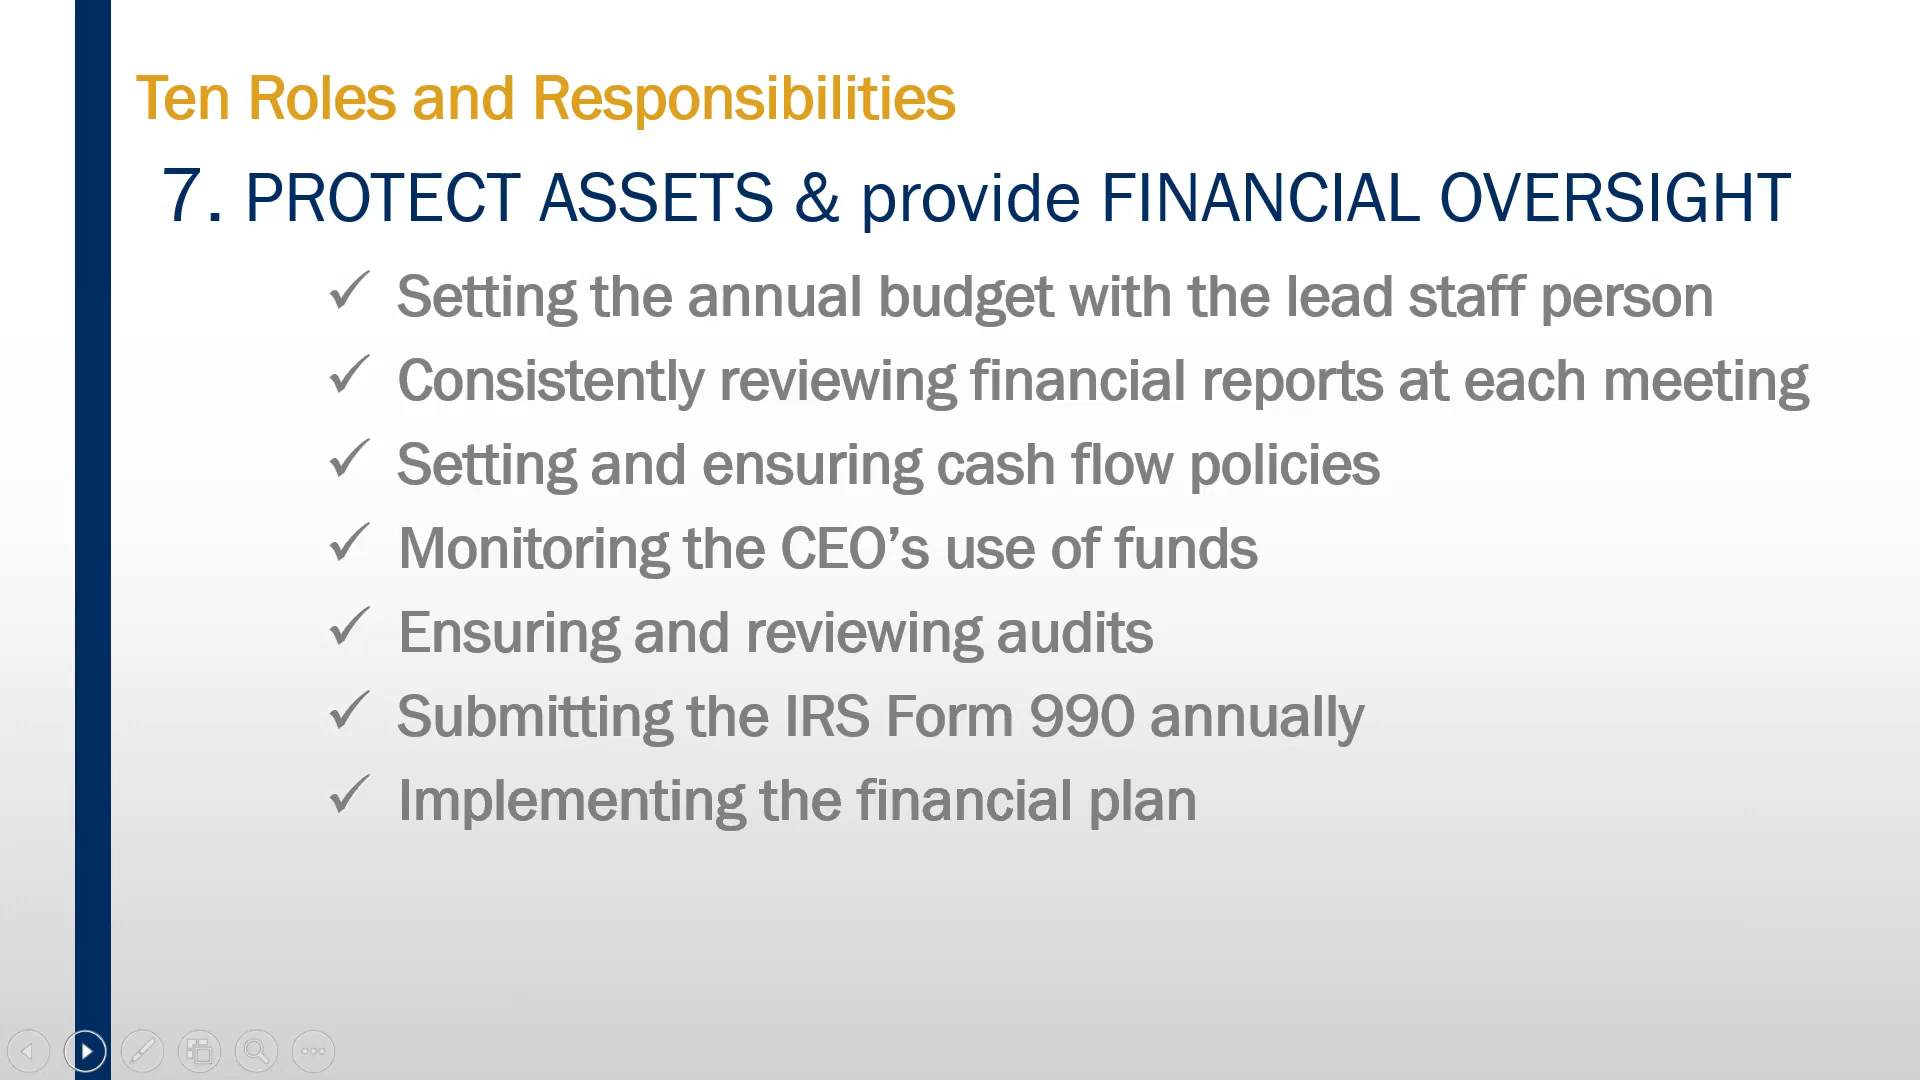 Ten Roles and Responsibilities
7. PROTECT ASSETS & provide FINANCIAL OVERSIGHT
✓ Setting the annual budget with the lead staff person
✓ Consistently reviewing financial reports at each meeting
✓ Setting and ensuring cash flow policies
✓ Monitoring the CEO’s use of funds
✓ Ensuring and reviewing audits
✓ Submitting the IRS Form 990 annually
✓ Implementing the financial plan